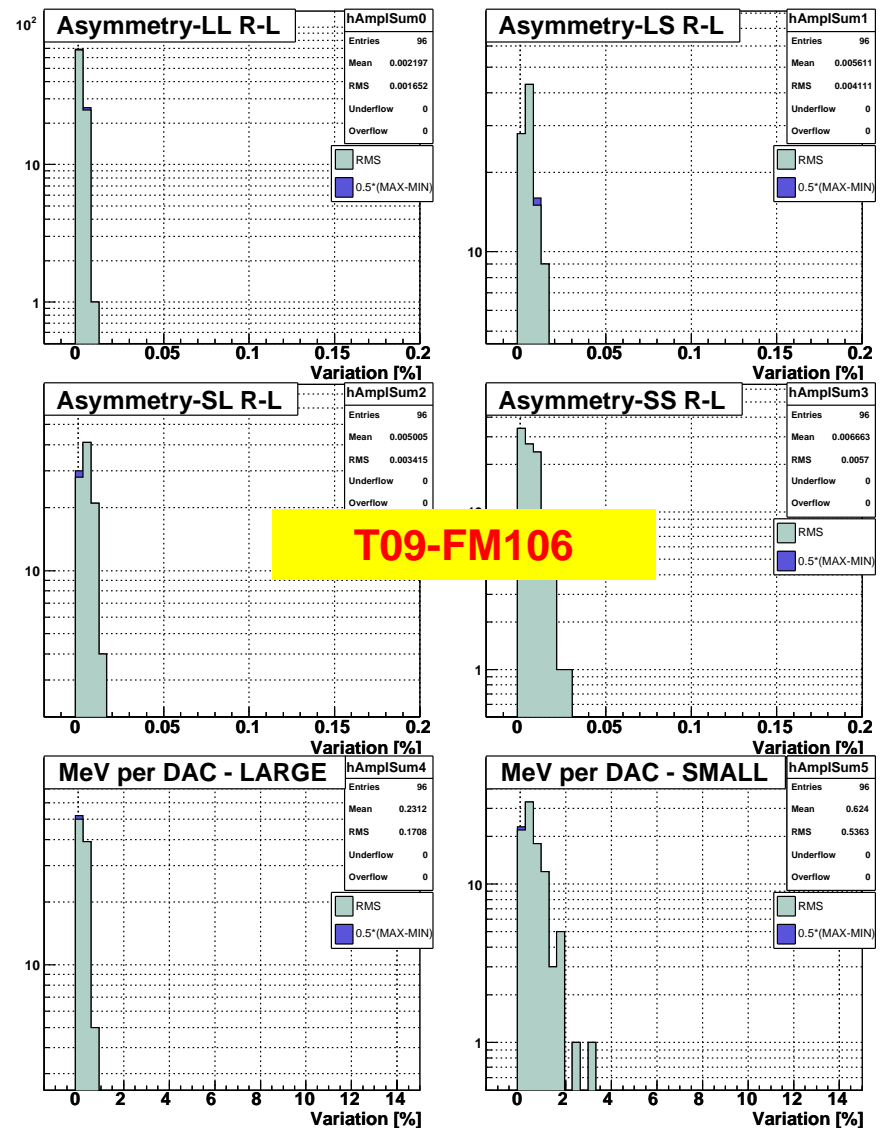 Asymmetry-LL R-L
hAmplSum0
Entries 96
Mean 0.002197
RMS 0.001652
Underflow 0
Overflow 0
RMS
0.5*(MAX-MIN)
10²
10
1
0 0.05 0.1 0.15 0.2
Variation [%]
Asymmetry-LS R-L
hAmplSum1
Entries 96
Mean 0.005611
RMS 0.004111
Underflow 0
Overflow 0
RMS
0.5*(MAX-MIN)
10
0 0.05 0.1 0.15 0.2
Variation [%]
Asymmetry-SL R-L
hAmplSum2
Entries 96
Mean 0.005005
RMS 0.003415
Underflow 0
Overflow 0
10
0 0.05 0.1 0.15 0.2
Variation [%]
Asymmetry-SS R-L
hAmplSum3
Entries 96
Mean 0.006663
RMS 0.0057
Underflow 0
Overflow 0
RMS
0.5*(MAX-MIN)
1
0 0.05 0.1 0.15 0.2
Variation [%]
T09-FM106
MeV per DAC - LARGE
hAmplSum4
Entries 96
Mean 0.2312
RMS 0.1708
Underflow 0
Overflow 0
RMS
0.5*(MAX-MIN)
10
0 2 4 6 8 10 12 14
Variation [%]
MeV per DAC - SMALL
hAmplSum5
Entries 96
Mean 0.624
RMS 0.5363
Underflow 0
Overflow 0
RMS
0.5*(MAX-MIN)
10
1
0 2 4 6 8 10 12 14
Variation [%]